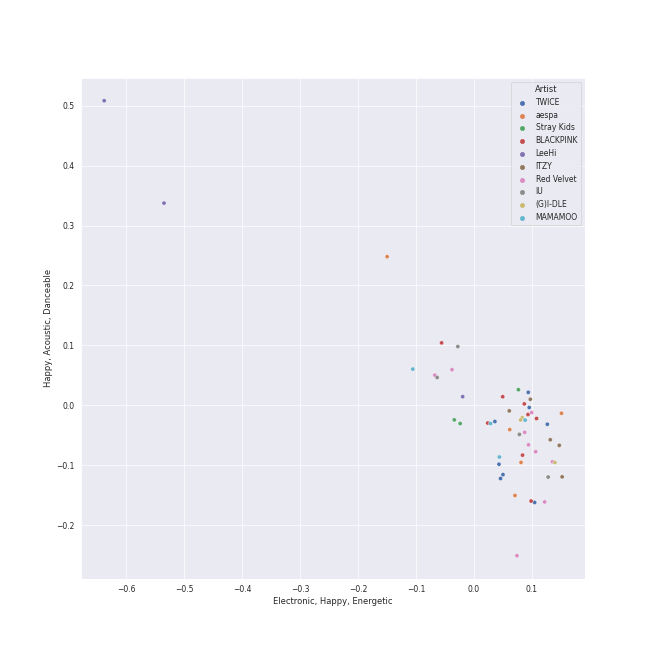 Artist
TWICE
aespa
Stray Kids
BLACKPINK
LeeHi
ITZY
Red Velvet
IU
(G)I-DLE
MAMAMOO
0.5
0.4
0.3
0.2
0.1
0.0
−0.1
−0.2
Happy, Acoustic, Danceable
−0.6 −0.5 −0.4 −0.3 −0.2 −0.1 0.0 0.1
Electronic, Happy, Energetic